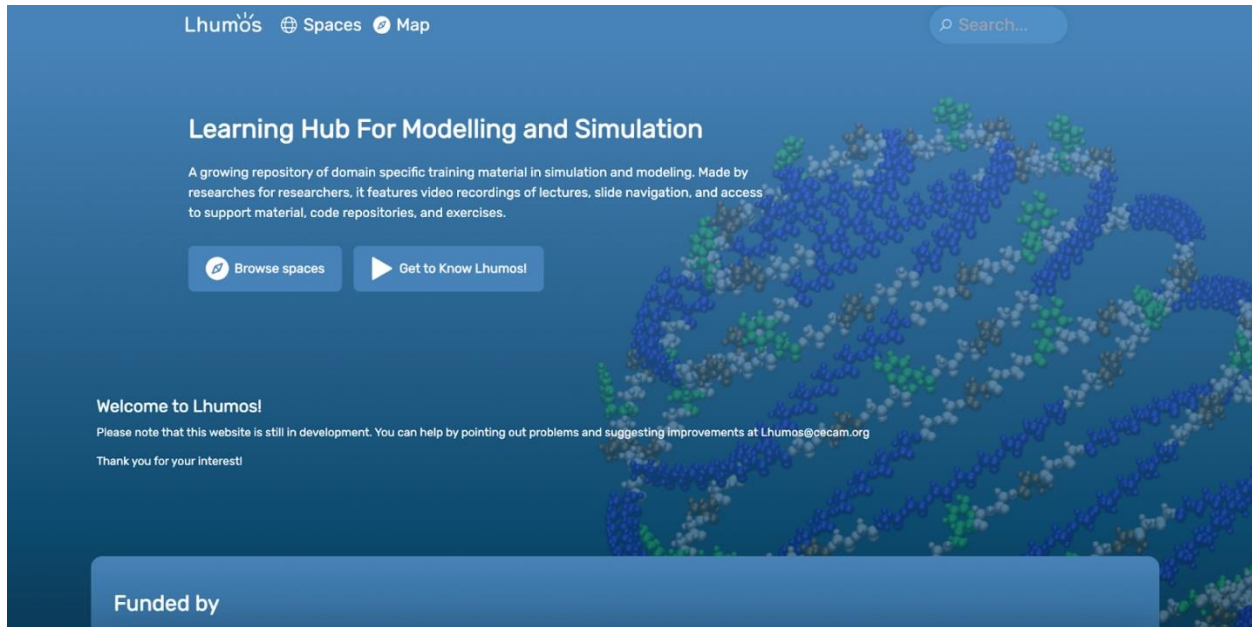 Lhumos Spaces Map Search...
Learning Hub For Modelling and Simulation
A growing repository of domain specific training material in simulation and modeling. Made by
researches for researchers, it features video recordings of lectures, slide navigation, and access
to support material, code repositories, and exercises.
Browse spaces Get to Know Lhumos!
Welcome to Lhumos!
Please note that this website is still in development. You can help by pointing out problems and suggesting improvements at Lhumos@cecam.org
Thank you for your interest!
Funded by